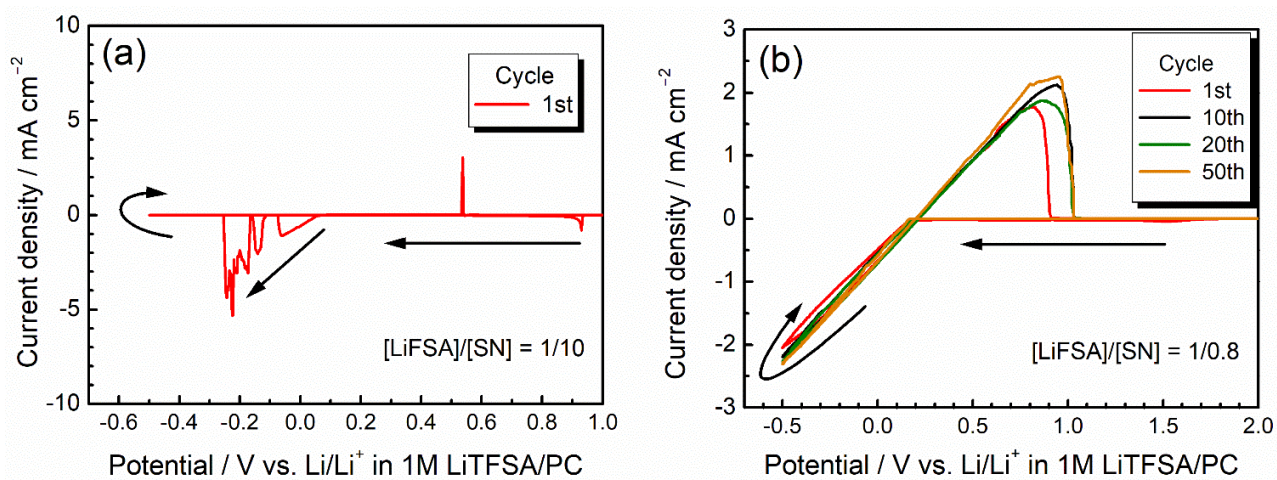 (a)
Cycle
1st
[LiFSA]/[SN] = 1/10
10
5
0
-5
-10
-0.6 -0.4 -0.2 0.0 0.2 0.4 0.6 0.8 1.0
Current density / mA cm⁻²
Potential / V vs. Li/Li⁺ in 1M LiTFSA/PC
(b)
Cycle
1st
10th
20th
50th
[LiFSA]/[SN] = 1/0.8
3
2
1
0
-1
-2
-3
-0.5 0.0 0.5 1.0 1.5 2.0
Current density / mA cm⁻²
Potential / V vs. Li/Li⁺ in 1M LiTFSA/PC